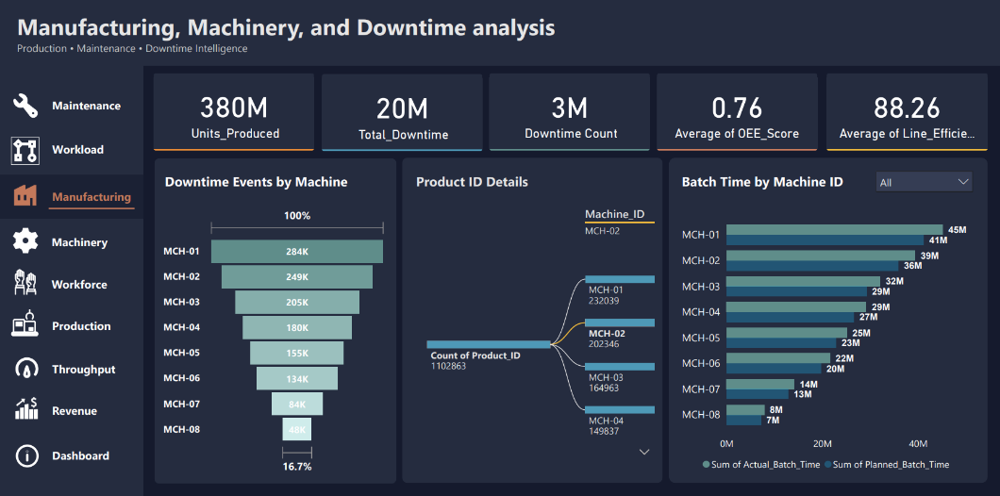 Manufacturing, Machinery, and Downtime analysis
Production • Maintenance • Downtime Intelligence
Maintenance
Workload
Manufacturing
Machinery
Workforce
Production
Throughput
Revenue
Dashboard
380M
Units_Produced
20M
Total_Downtime
3M
Downtime Count
0.76
Average of OEE_Score
88.26
Average of Line_Efficie...
Downtime Events by Machine
100%
MCH-01 284K
MCH-02 249K
MCH-03 205K
MCH-04 180K
MCH-05 155K
MCH-06 134K
MCH-07 84K
MCH-08 48K
16.7%
Product ID Details
Machine_ID
MCH-02
Count of Product_ID
1102863
MCH-01
232039
MCH-02
202346
MCH-03
164963
MCH-04
149837
Batch Time by Machine ID
All
MCH-01 45M
41M
MCH-02 39M
36M
MCH-03 32M
29M
MCH-04 29M
27M
MCH-05 25M
23M
MCH-06 22M
20M
MCH-07 14M
13M
MCH-08 8M
7M
0M 20M 40M
Sum of Actual_Batch_Time Sum of Planned_Batch_Time